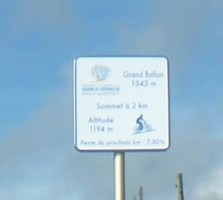 Grand Ballon
1343 m
Sommet à 2 km
Altitude
1194 m
Pente du prochain km : 7,00%